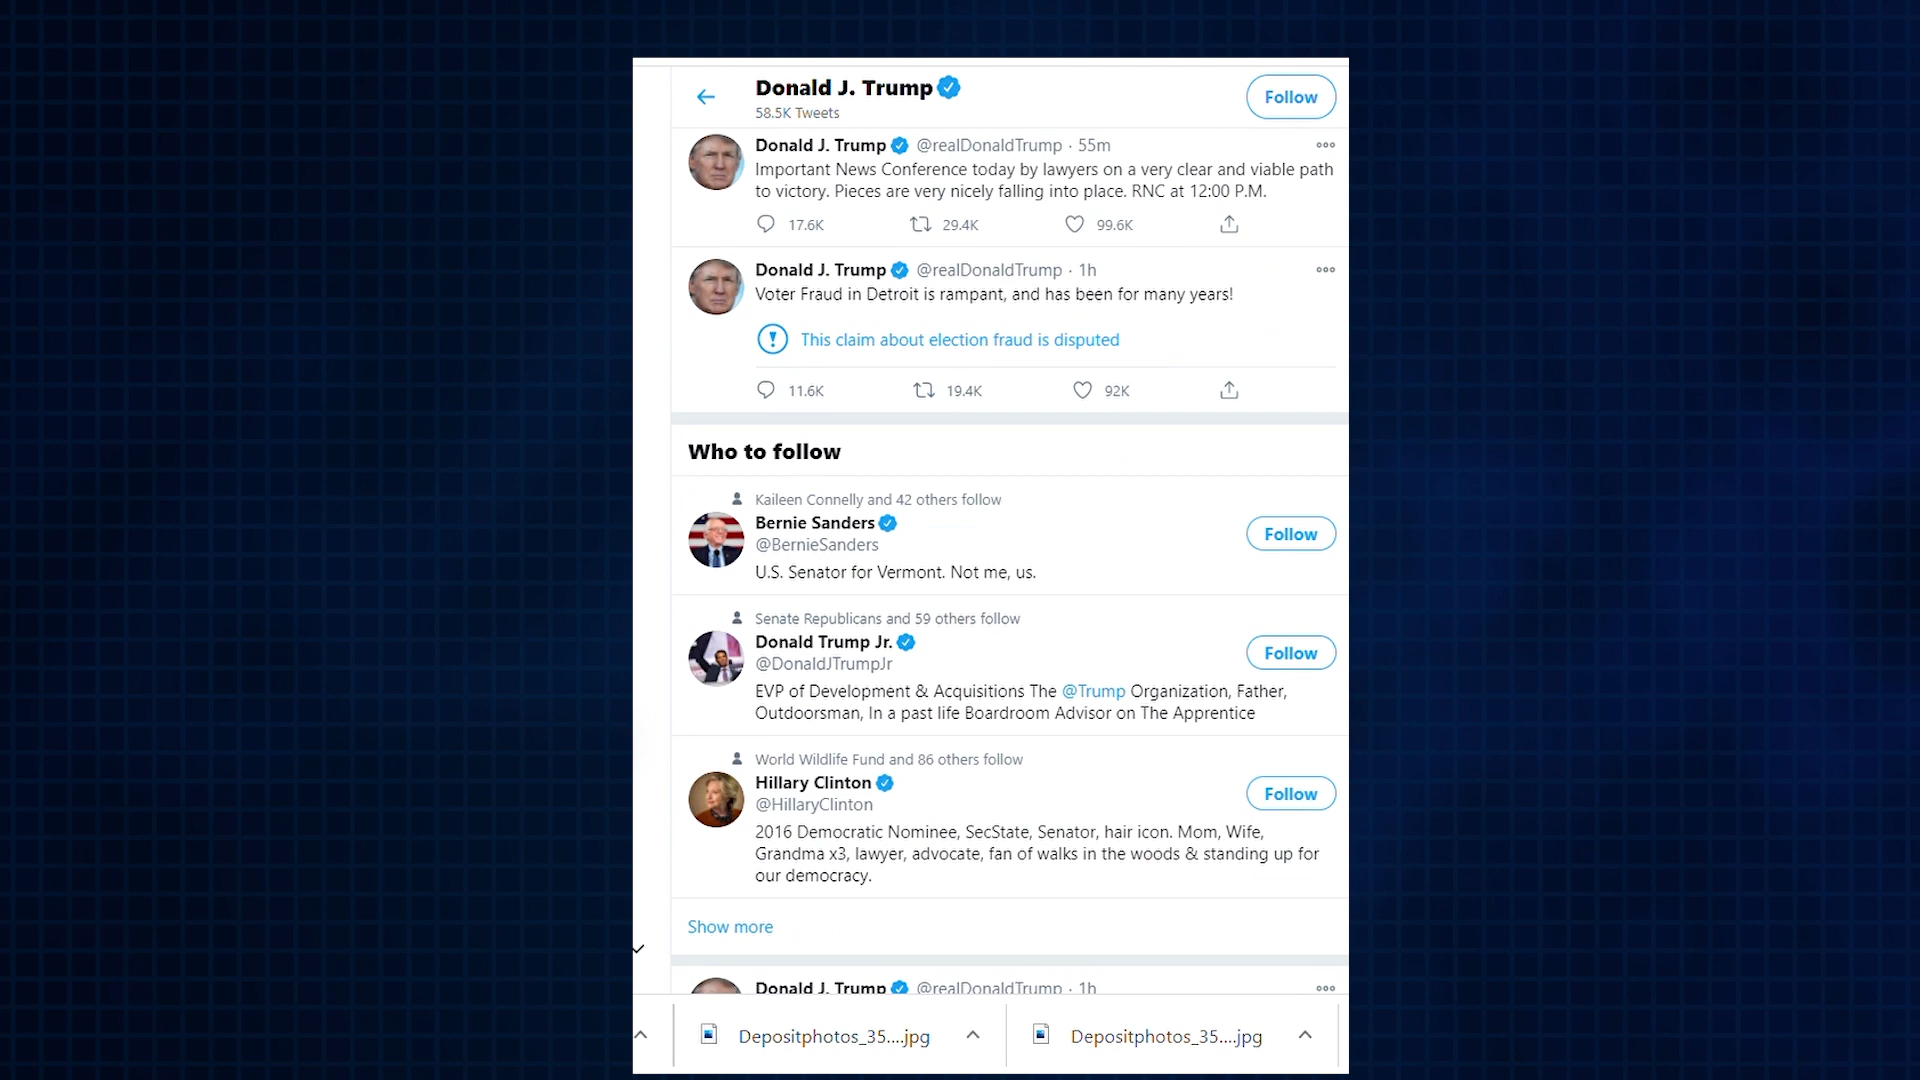 Donald J. Trump
58.5K Tweets
Follow
Donald J. Trump @realDonaldTrump · 55m
Important News Conference today by lawyers on a very clear and viable path
to victory. Pieces are very nicely falling into place. RNC at 12:00 P.M.
17.6K 29.4K 99.6K
Donald J. Trump @realDonaldTrump · 1h
Voter Fraud in Detroit is rampant, and has been for many years!
This claim about election fraud is disputed
11.6K 19.4K 92K
Who to follow
Kaileen Connelly and 42 others follow
Bernie Sanders
@BernieSanders
Follow
U.S. Senator for Vermont. Not me, us.
Senate Republicans and 59 others follow
Donald Trump Jr.
@DonaldJTrumpJr
Follow
EVP of Development & Acquisitions The @Trump Organization, Father,
Outdoorsman, In a past life Boardroom Advisor on The Apprentice
World Wildlife Fund and 86 others follow
Hillary Clinton
@HillaryClinton
Follow
2016 Democratic Nominee, SecState, Senator, hair icon. Mom, Wife,
Grandma x3, lawyer, advocate, fan of walks in the woods & standing up for
our democracy.
Show more
Donald J. Trump @realDonaldTrump · 1h
Depositphotos_35....jpg Depositphotos_35....jpg